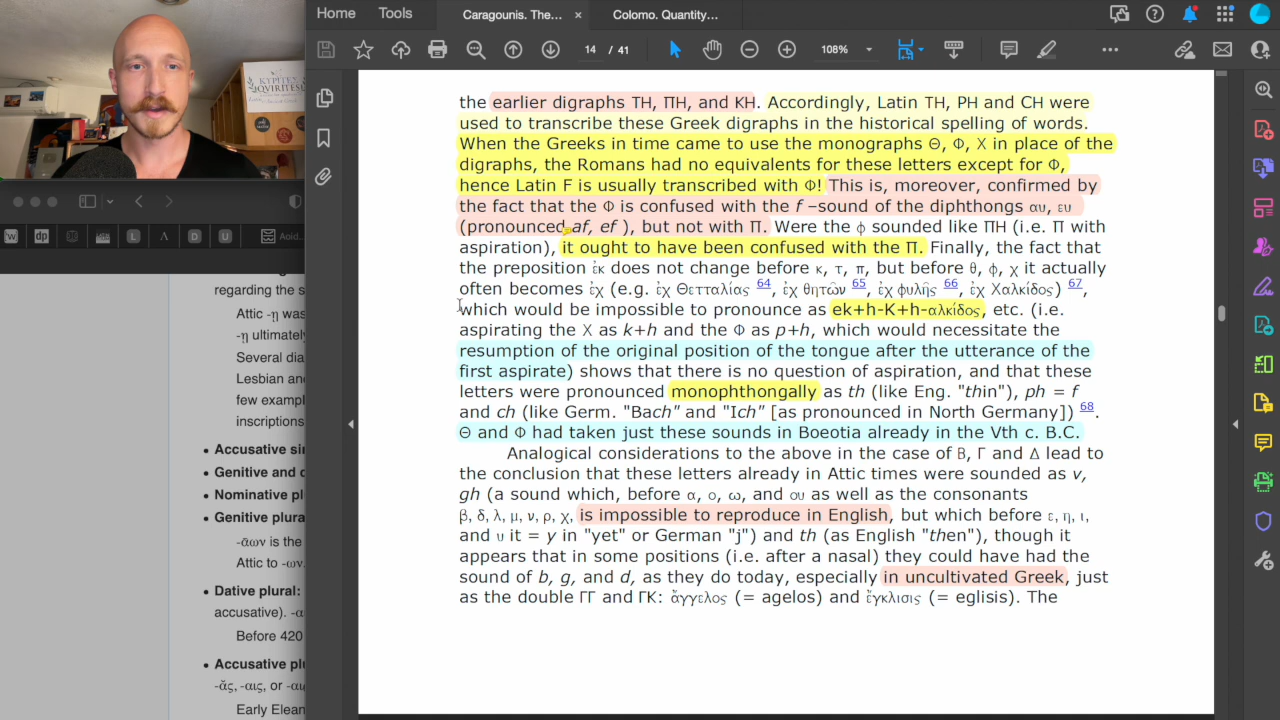 Home Tools Caragounis. The... × Colomo. Quantity...
14 / 41 108%
ΚΥΡΙΤΕΣ
QVIRITES
the earlier digraphs TH, ΠH, and KH. Accordingly, Latin TH, PH and CH were
used to transcribe these Greek digraphs in the historical spelling of words.
When the Greeks in time came to use the monographs Θ, Φ, Χ in place of the
digraphs, the Romans had no equivalents for these letters except for Φ,
hence Latin F is usually transcribed with Φ! This is, moreover, confirmed by
the fact that the Φ is confused with the f –sound of the diphthongs αυ, ευ
(pronounced af, ef ), but not with Π. Were the φ sounded like ΠH (i.e. Π with
aspiration), it ought to have been confused with the Π. Finally, the fact that
the preposition ἐκ does not change before κ, τ, π, but before θ, φ, χ it actually
often becomes ἐχ (e.g. ἐχ Θετταλίας 64, ἐχ θητῶν 65, ἐχ φυλῆς 66, ἐχ Χαλκίδος) 67,
which would be impossible to pronounce as ek+h-K+h-αλκίδος, etc. (i.e.
aspirating the X as k+h and the Φ as p+h, which would necessitate the
resumption of the original position of the tongue after the utterance of the
first aspirate) shows that there is no question of aspiration, and that these
letters were pronounced monophthongally as th (like Eng. "thin"), ph = f
and ch (like Germ. "Bach" and "Ich" [as pronounced in North Germany]) 68.
Θ and Φ had taken just these sounds in Boeotia already in the Vth c. B.C.
Analogical considerations to the above in the case of Β, Γ and Δ lead to
the conclusion that these letters already in Attic times were sounded as v,
gh (a sound which, before α, ο, ω, and ου as well as the consonants
β, δ, λ, μ, ν, ρ, χ, is impossible to reproduce in English, but which before ε, η, ι,
and υ it = y in "yet" or German "j") and th (as English "then"), though it
appears that in some positions (i.e. after a nasal) they could have had the
sound of b, g, and d, as they do today, especially in uncultivated Greek, just
as the double ΓΓ and ΓΚ: ἄγγελος (= agelos) and ἔγκλισις (= eglisis). The
W dp L Λ D U Aoid..
regarding the s
Attic -ῃ was
-ῃ ultimately
Several dia
Lesbian and
few examp
inscriptions
• Accusative sin
• Genitive and d
• Nominative pl
• Genitive plura
-ᾱ́ων is the
Attic to -ων.
• Dative plural:
accusative). -α
Before 420
• Accusative plu
-ᾰς, -αις, or -αι
Early Elean